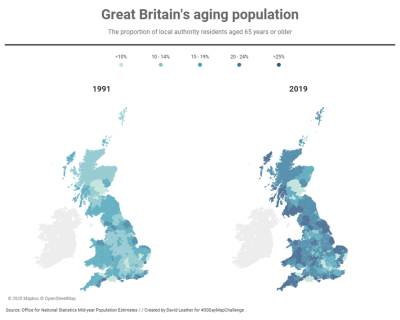 Great Britain's aging population
The proportion of local authority residents aged 65 years or older
<10% 10 - 14% 15 - 19% 20 - 24% >25%
1991 2019
© 2020 Mapbox © OpenStreetMap
Source: Office for National Statistics Mid-year Population Estimates / / Created by David Leather for #30DayMapChallenge